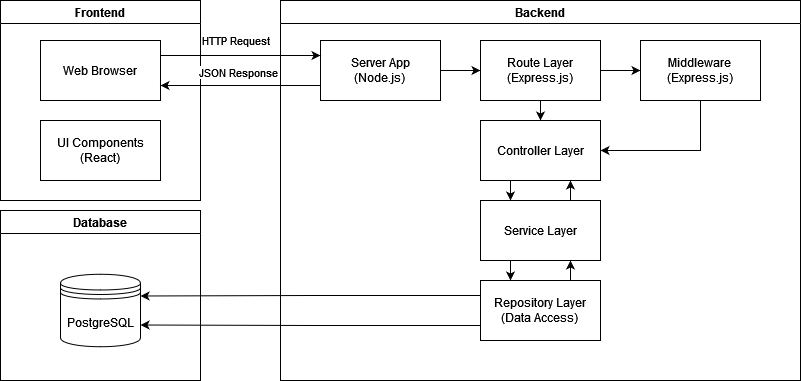 Frontend
Backend
HTTP Request
Web Browser
JSON Response
Server App
(Node.js)
Route Layer
(Express.js)
Middleware
(Express.js)
UI Components
(React)
Controller Layer
Database
Service Layer
PostgreSQL
Repository Layer
(Data Access)